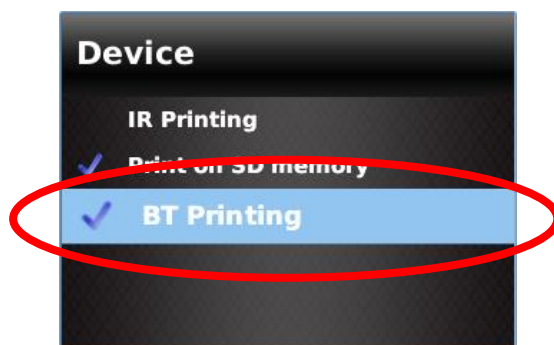 Device
IR Printing
Print on SD memory
BT Printing